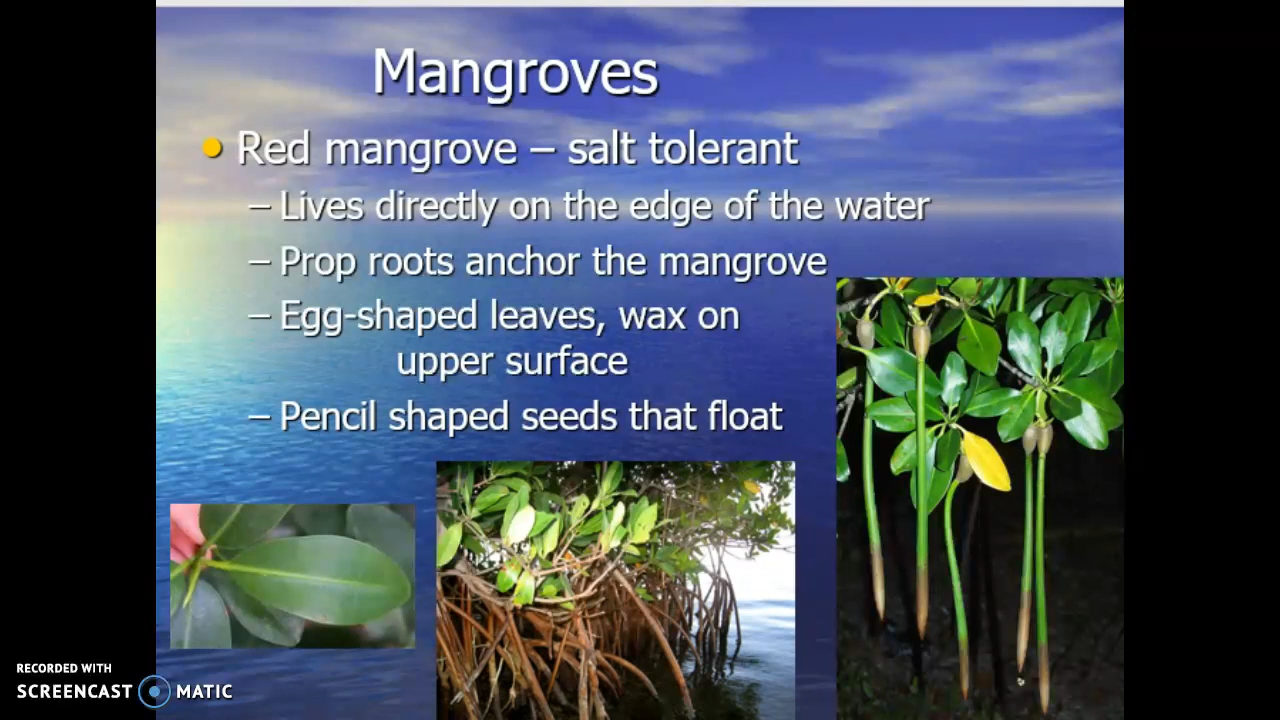 Mangroves
• Red mangrove – salt tolerant
– Lives directly on the edge of the water
– Prop roots anchor the mangrove
– Egg-shaped leaves, wax on
upper surface
– Pencil shaped seeds that float
RECORDED WITH
SCREENCAST MATIC